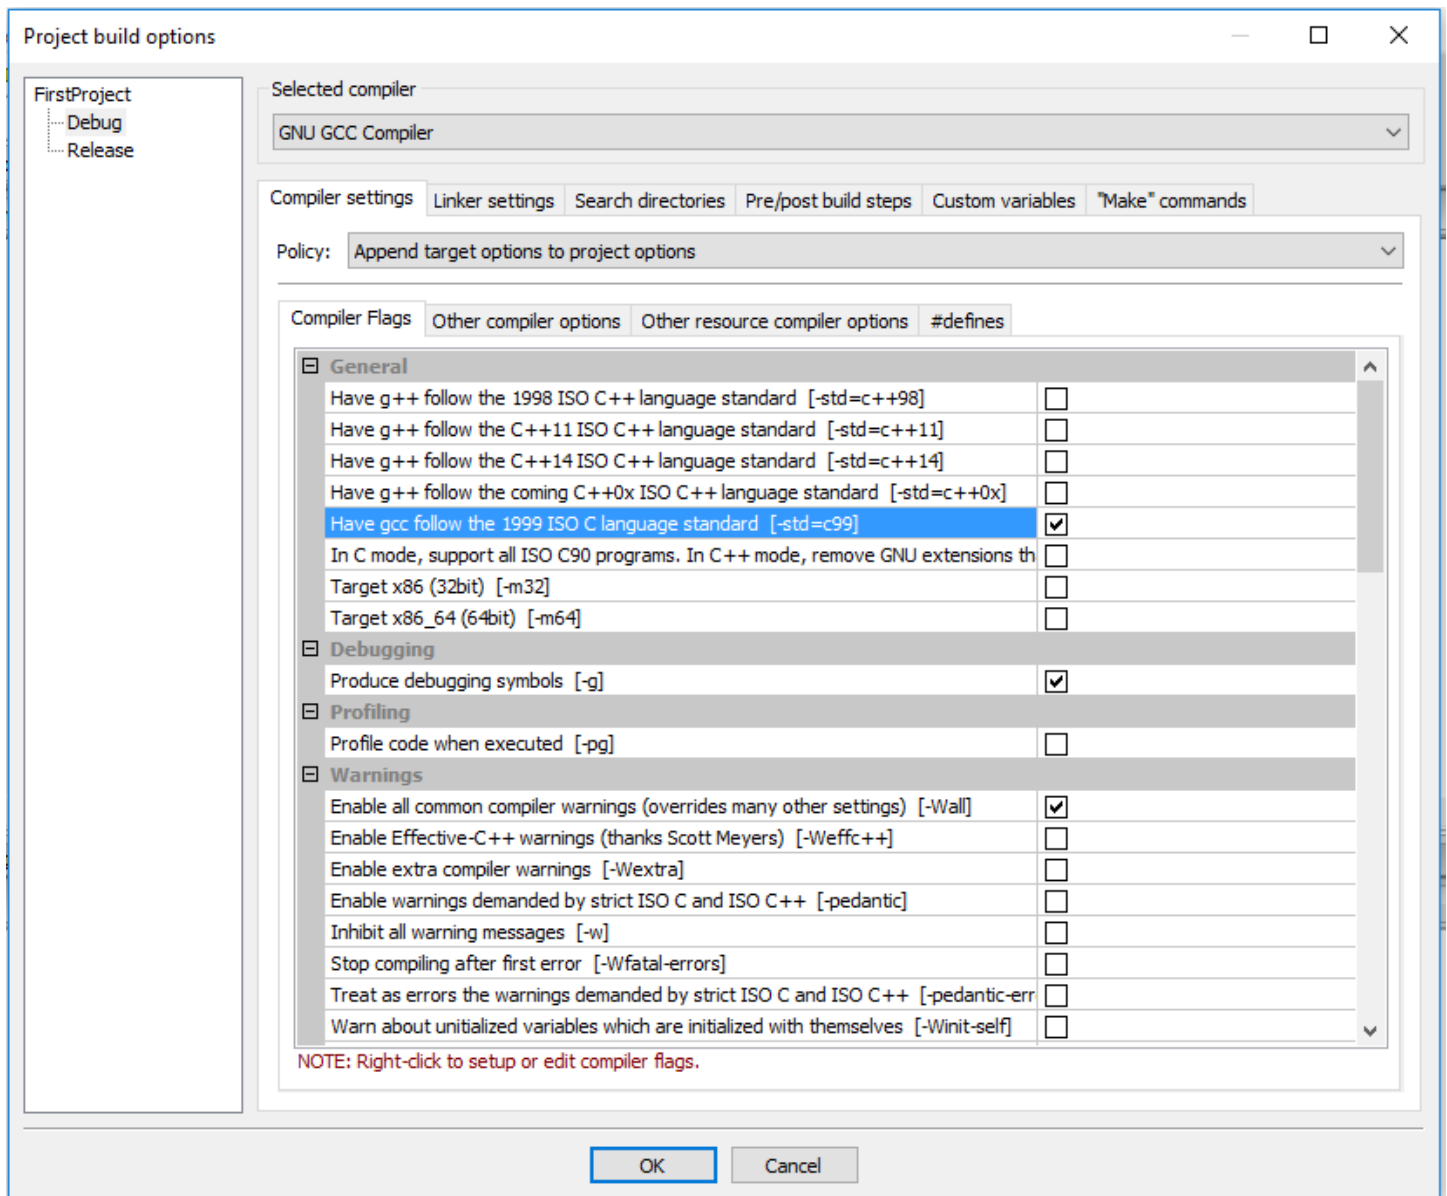 Project build options
FirstProject
Debug
Release
Selected compiler
GNU GCC Compiler
Compiler settings Linker settings Search directories Pre/post build steps Custom variables "Make" commands
Policy: Append target options to project options
Compiler Flags Other compiler options Other resource compiler options #defines
General
Have g++ follow the 1998 ISO C++ language standard [-std=c++98]
Have g++ follow the C++11 ISO C++ language standard [-std=c++11]
Have g++ follow the C++14 ISO C++ language standard [-std=c++14]
Have g++ follow the coming C++0x ISO C++ language standard [-std=c++0x]
Have gcc follow the 1999 ISO C language standard [-std=c99]
In C mode, support all ISO C90 programs. In C++ mode, remove GNU extensions th
Target x86 (32bit) [-m32]
Target x86_64 (64bit) [-m64]
Debugging
Produce debugging symbols [-g]
Profiling
Profile code when executed [-pg]
Warnings
Enable all common compiler warnings (overrides many other settings) [-Wall]
Enable Effective-C++ warnings (thanks Scott Meyers) [-Weffc++]
Enable extra compiler warnings [-Wextra]
Enable warnings demanded by strict ISO C and ISO C++ [-pedantic]
Inhibit all warning messages [-w]
Stop compiling after first error [-Wfatal-errors]
Treat as errors the warnings demanded by strict ISO C and ISO C++ [-pedantic-err
Warn about unitialized variables which are initialized with themselves [-Winit-self]
NOTE: Right-click to setup or edit compiler flags.
OK Cancel